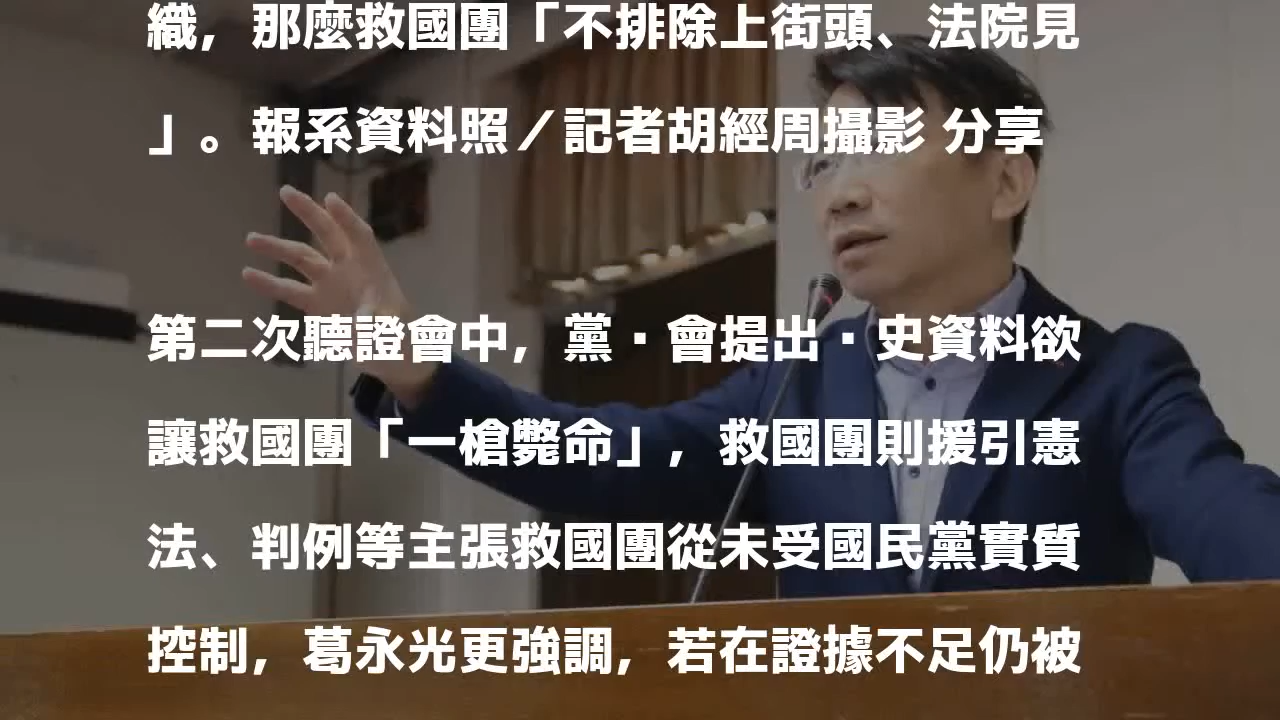 織，那麼救國團「不排除上街頭、法院見
」。報系資料照／記者胡經周攝影 分享
第二次聽證會中，黨·會提出·史資料欲
讓救國團「一槍斃命」，救國團則援引憲
法、判例等主張救國團從未受國民黨實質
控制，葛永光更強調，若在證據不足仍被